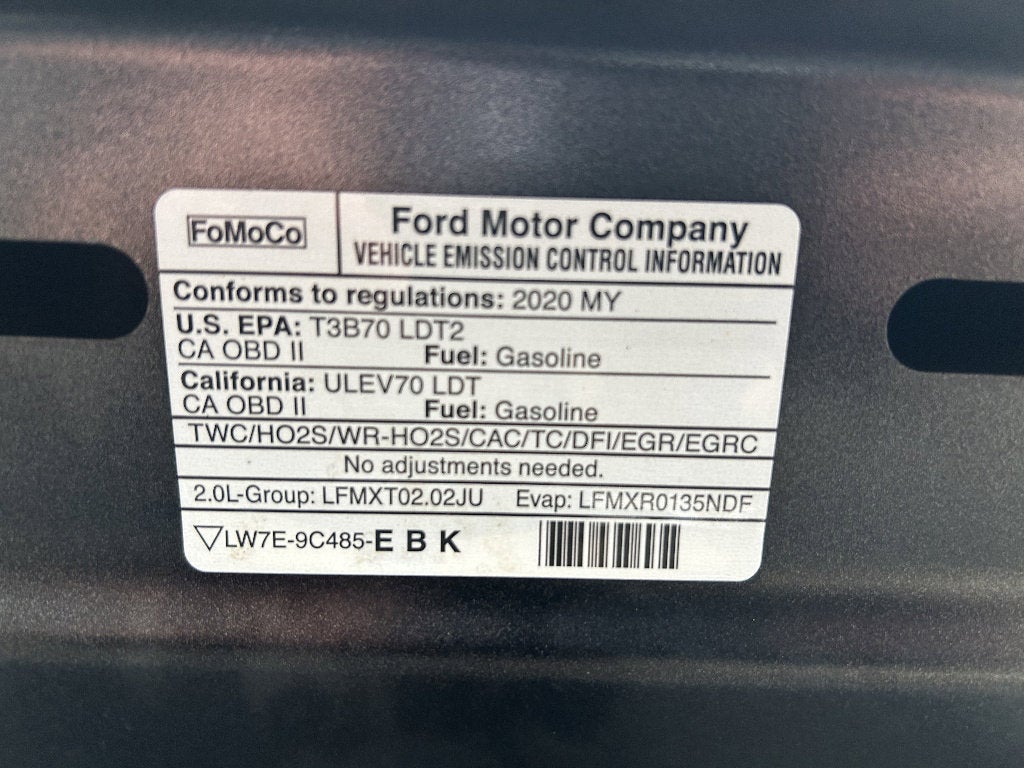 FoMoCo
Ford Motor Company
VEHICLE EMISSION CONTROL INFORMATION
Conforms to regulations: 2020 MY
U.S. EPA: T3B70 LDT2
CA OBD II Fuel: Gasoline
California: ULEV70 LDT
CA OBD II Fuel: Gasoline
TWC/HO2S/WR-HO2S/CAC/TC/DFI/EGR/EGRC
No adjustments needed.
2.0L-Group: LFMXT02.02JU Evap: LFMXR0135NDF
LW7E-9C485-E B K